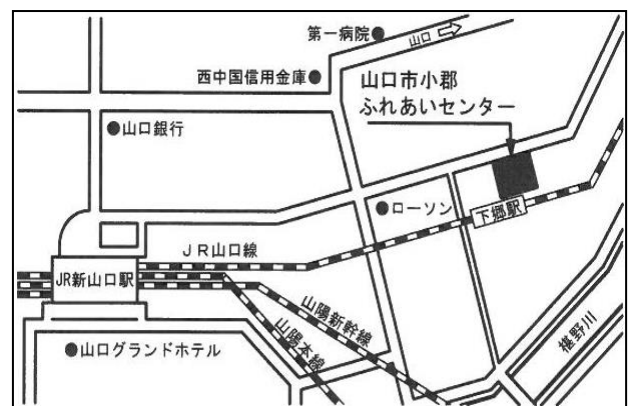 第一病院
山口
西中国信用金庫
山口市小郡
ふれあいセンター
山口銀行
ローソン
下郷駅
JR山口線
JR新山口駅
山陽新幹線
山陽本線
椹野川
山口グランドホテル